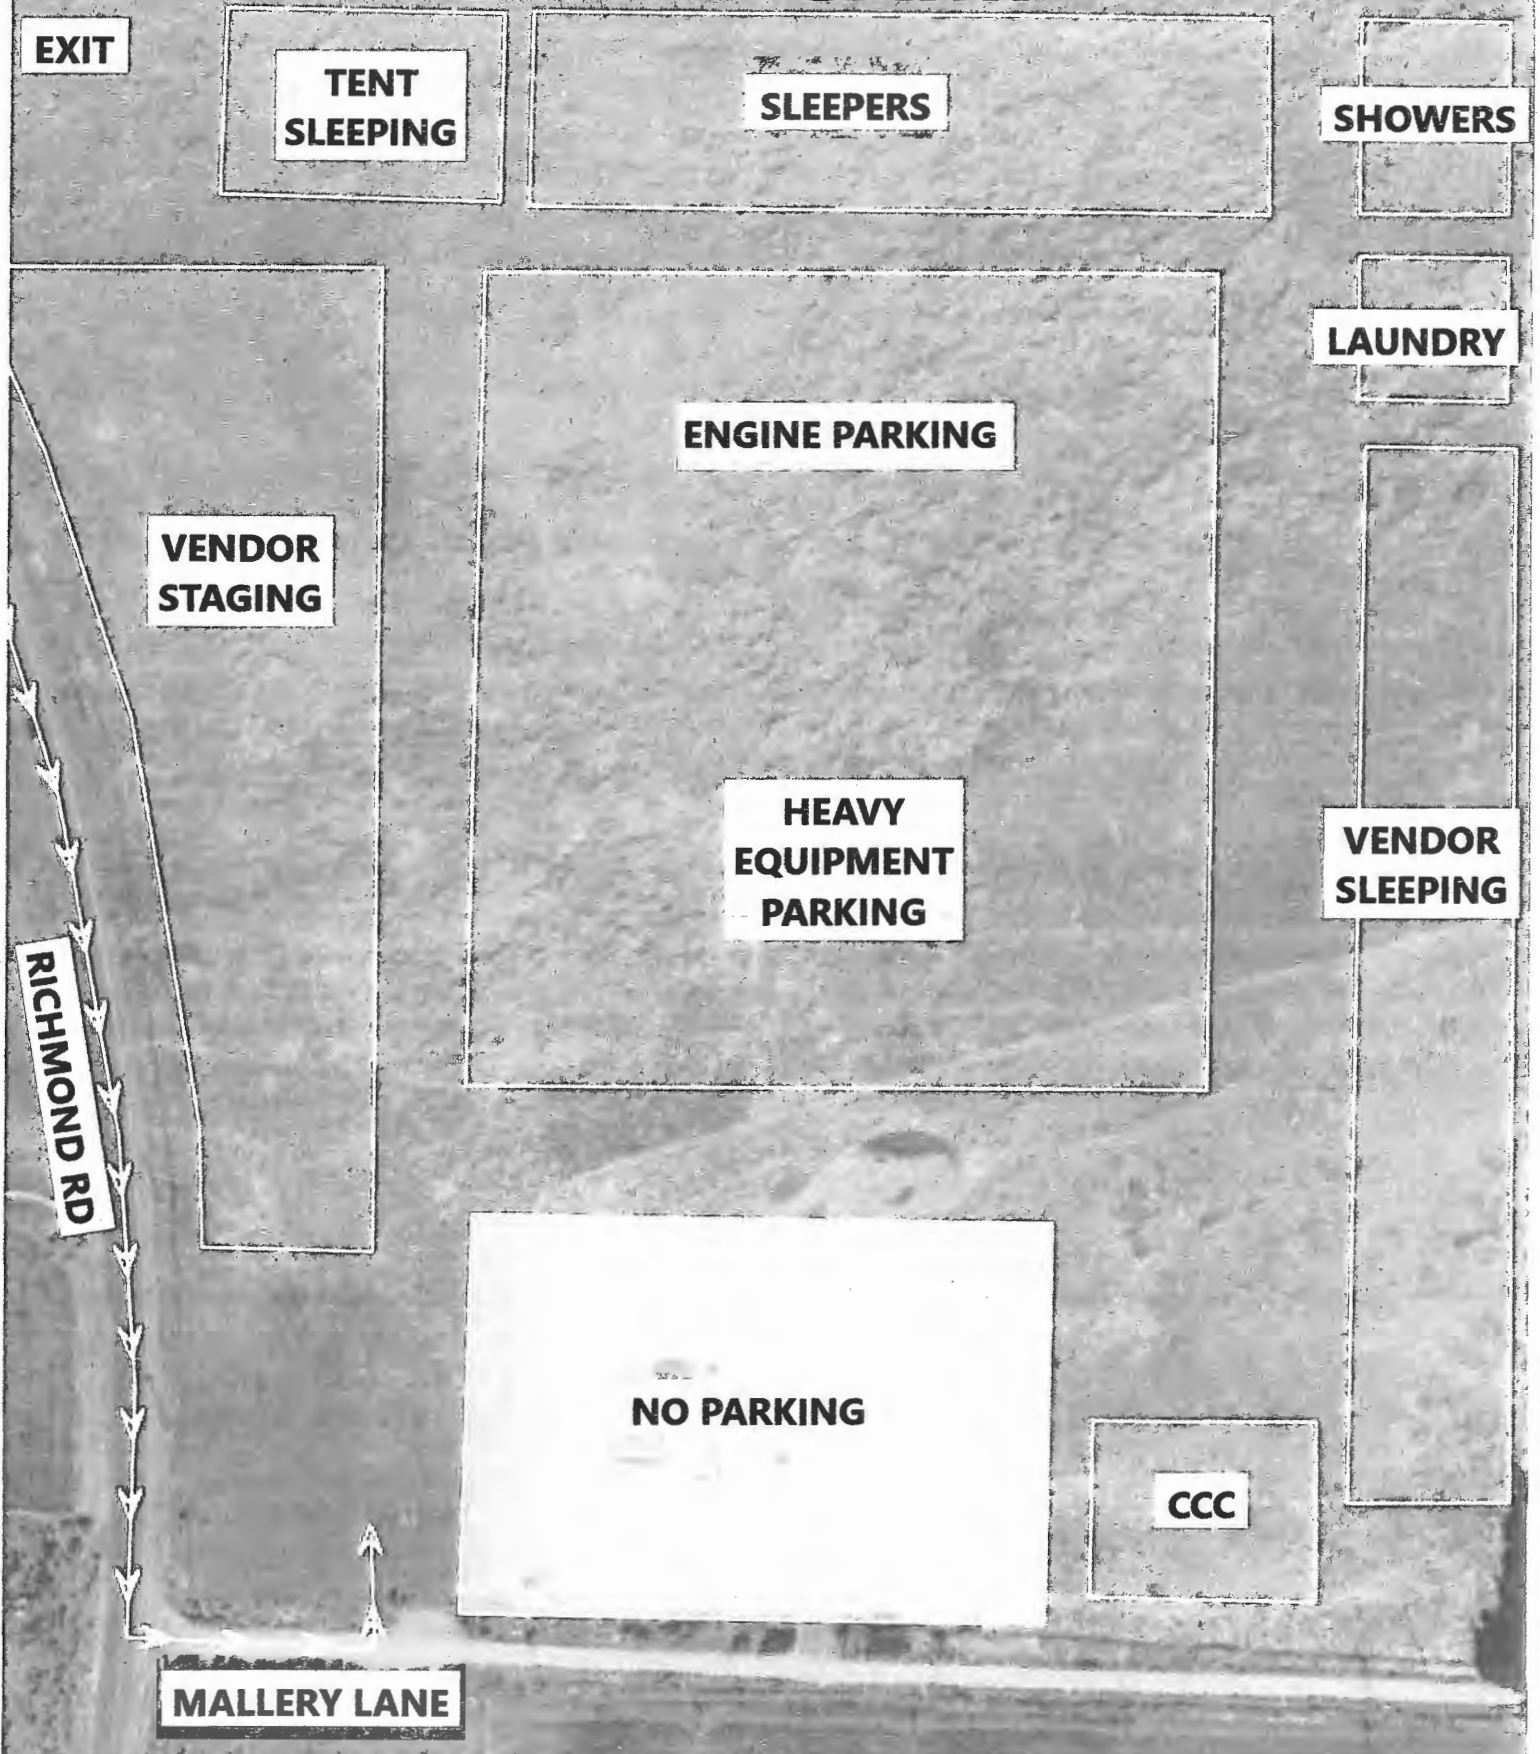 EXIT
TENT
SLEEPING
SLEEPERS
SHOWERS
LAUNDRY
ENGINE PARKING
VENDOR
STAGING
HEAVY
EQUIPMENT
PARKING
VENDOR
SLEEPING
RICHMOND RD
NO PARKING
CCC
MALLERY LANE